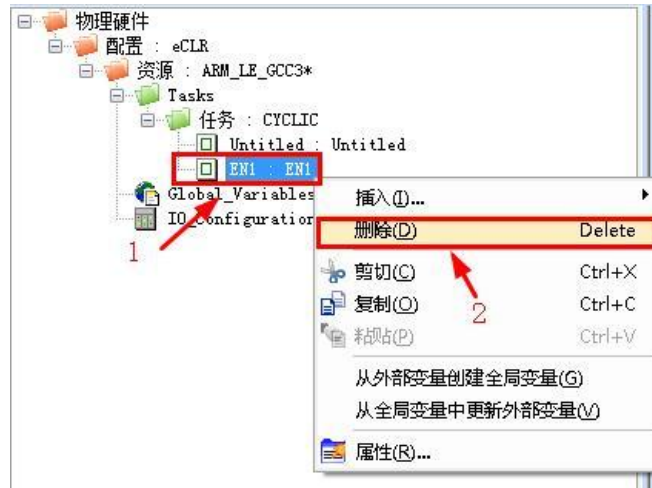 物理硬件
配置 : eCLR
资源 : ARM_LE_GCC3*
Tasks
任务 : CYCLIC
Untitled : Untitled
EN1 : EN1
Global_Variables
IO_Configuration
1
插入(I)...
删除(D) Delete
剪切(C) Ctrl+X
2
复制(O) Ctrl+C
粘贴(P) Ctrl+V
从外部变量创建全局变量(G)
从全局变量中更新外部变量(V)
属性(R)...